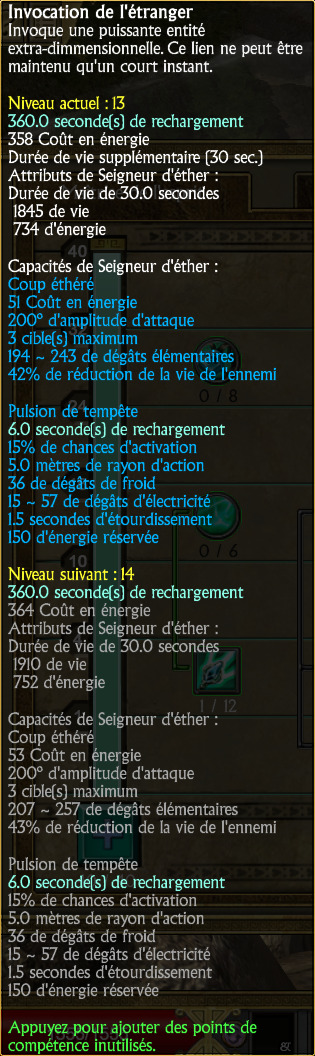 Invocation de l'étranger
Invoque une puissante entité
extra-dimmensionnelle. Ce lien ne peut être
maintenu qu'un court instant.
Niveau actuel : 13
360.0 seconde(s) de rechargement
358 Coût en énergie
Durée de vie supplémentaire (30 sec.)
Attributs de Seigneur d'éther :
Durée de vie de 30.0 secondes
1845 de vie
734 d'énergie
Capacités de Seigneur d'éther :
Coup éthéré
51 Coût en énergie
200° d'amplitude d'attaque
3 cible(s) maximum
194 ~ 243 de dégâts élémentaires
42% de réduction de la vie de l'ennemi
Pulsion de tempête
6.0 seconde(s) de rechargement
15% de chances d'activation
5.0 mètres de rayon d'action
36 de dégâts de froid
15 ~ 57 de dégâts d'électricité
1.5 secondes d'étourdissement
150 d'énergie réservée
Niveau suivant : 14
360.0 seconde(s) de rechargement
364 Coût en énergie
Attributs de Seigneur d'éther :
Durée de vie de 30.0 secondes
1910 de vie
752 d'énergie
Capacités de Seigneur d'éther :
Coup éthéré
53 Coût en énergie
200° d'amplitude d'attaque
3 cible(s) maximum
207 ~ 257 de dégâts élémentaires
43% de réduction de la vie de l'ennemi
Pulsion de tempête
6.0 seconde(s) de rechargement
15% de chances d'activation
5.0 mètres de rayon d'action
36 de dégâts de froid
15 ~ 57 de dégâts d'électricité
1.5 secondes d'étourdissement
150 d'énergie réservée
Appuyez pour ajouter des points de
compétence inutilisés.
40
24
10
0 / 8
0 / 6
1 / 12